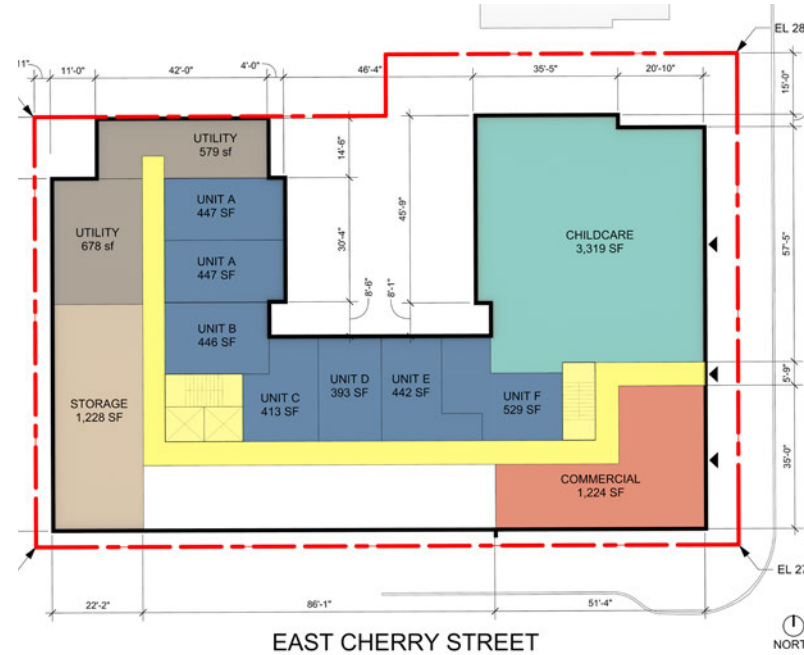 EL 28
11"
11'-0"
42'-0"
4'-0"
46'-4"
35'-5"
20'-10"
15'-0"
UTILITY
579 sf
14'-6"
45'-9"
UNIT A
447 SF
UTILITY
678 sf
30'-4"
CHILDCARE
3,319 SF
57'-5"
UNIT A
447 SF
8'-6"
8'-1"
UNIT B
446 SF
5'-9"
STORAGE
1,228 SF
UNIT C
413 SF
UNIT D
393 SF
UNIT E
442 SF
UNIT F
529 SF
35'-0"
COMMERCIAL
1,224 SF
EL 27
22'-2"
86'-1"
51'-4"
EAST CHERRY STREET
NORT